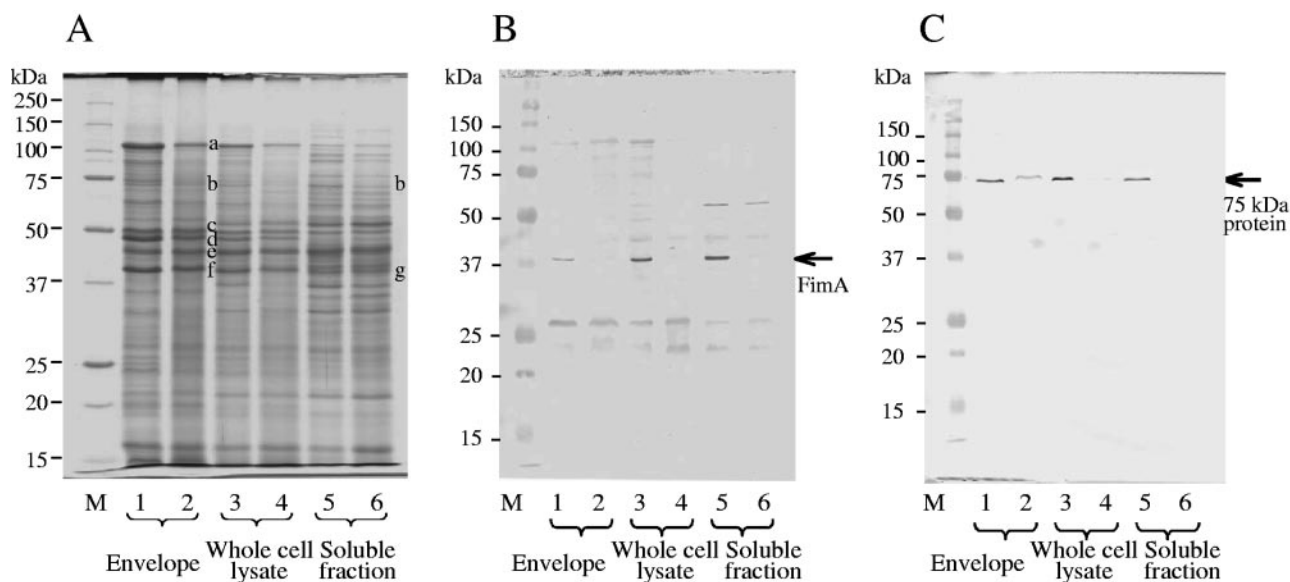 A
kDa
250
150
100
75
50
37
25
20
15
a
b
b
c
d
e
f
g
M 1 2 3 4 5 6
Envelope
Whole cell
lysate
Soluble
fraction
B
kDa
150
100
75
50
37
25
20
15
FimA
M 1 2 3 4 5 6
Envelope
Whole cell
lysate
Soluble
fraction
C
kDa
150
100
75
50
37
25
20
15
75 kDa
protein
M 1 2 3 4 5 6
Envelope
Whole cell
lysate
Soluble
fraction